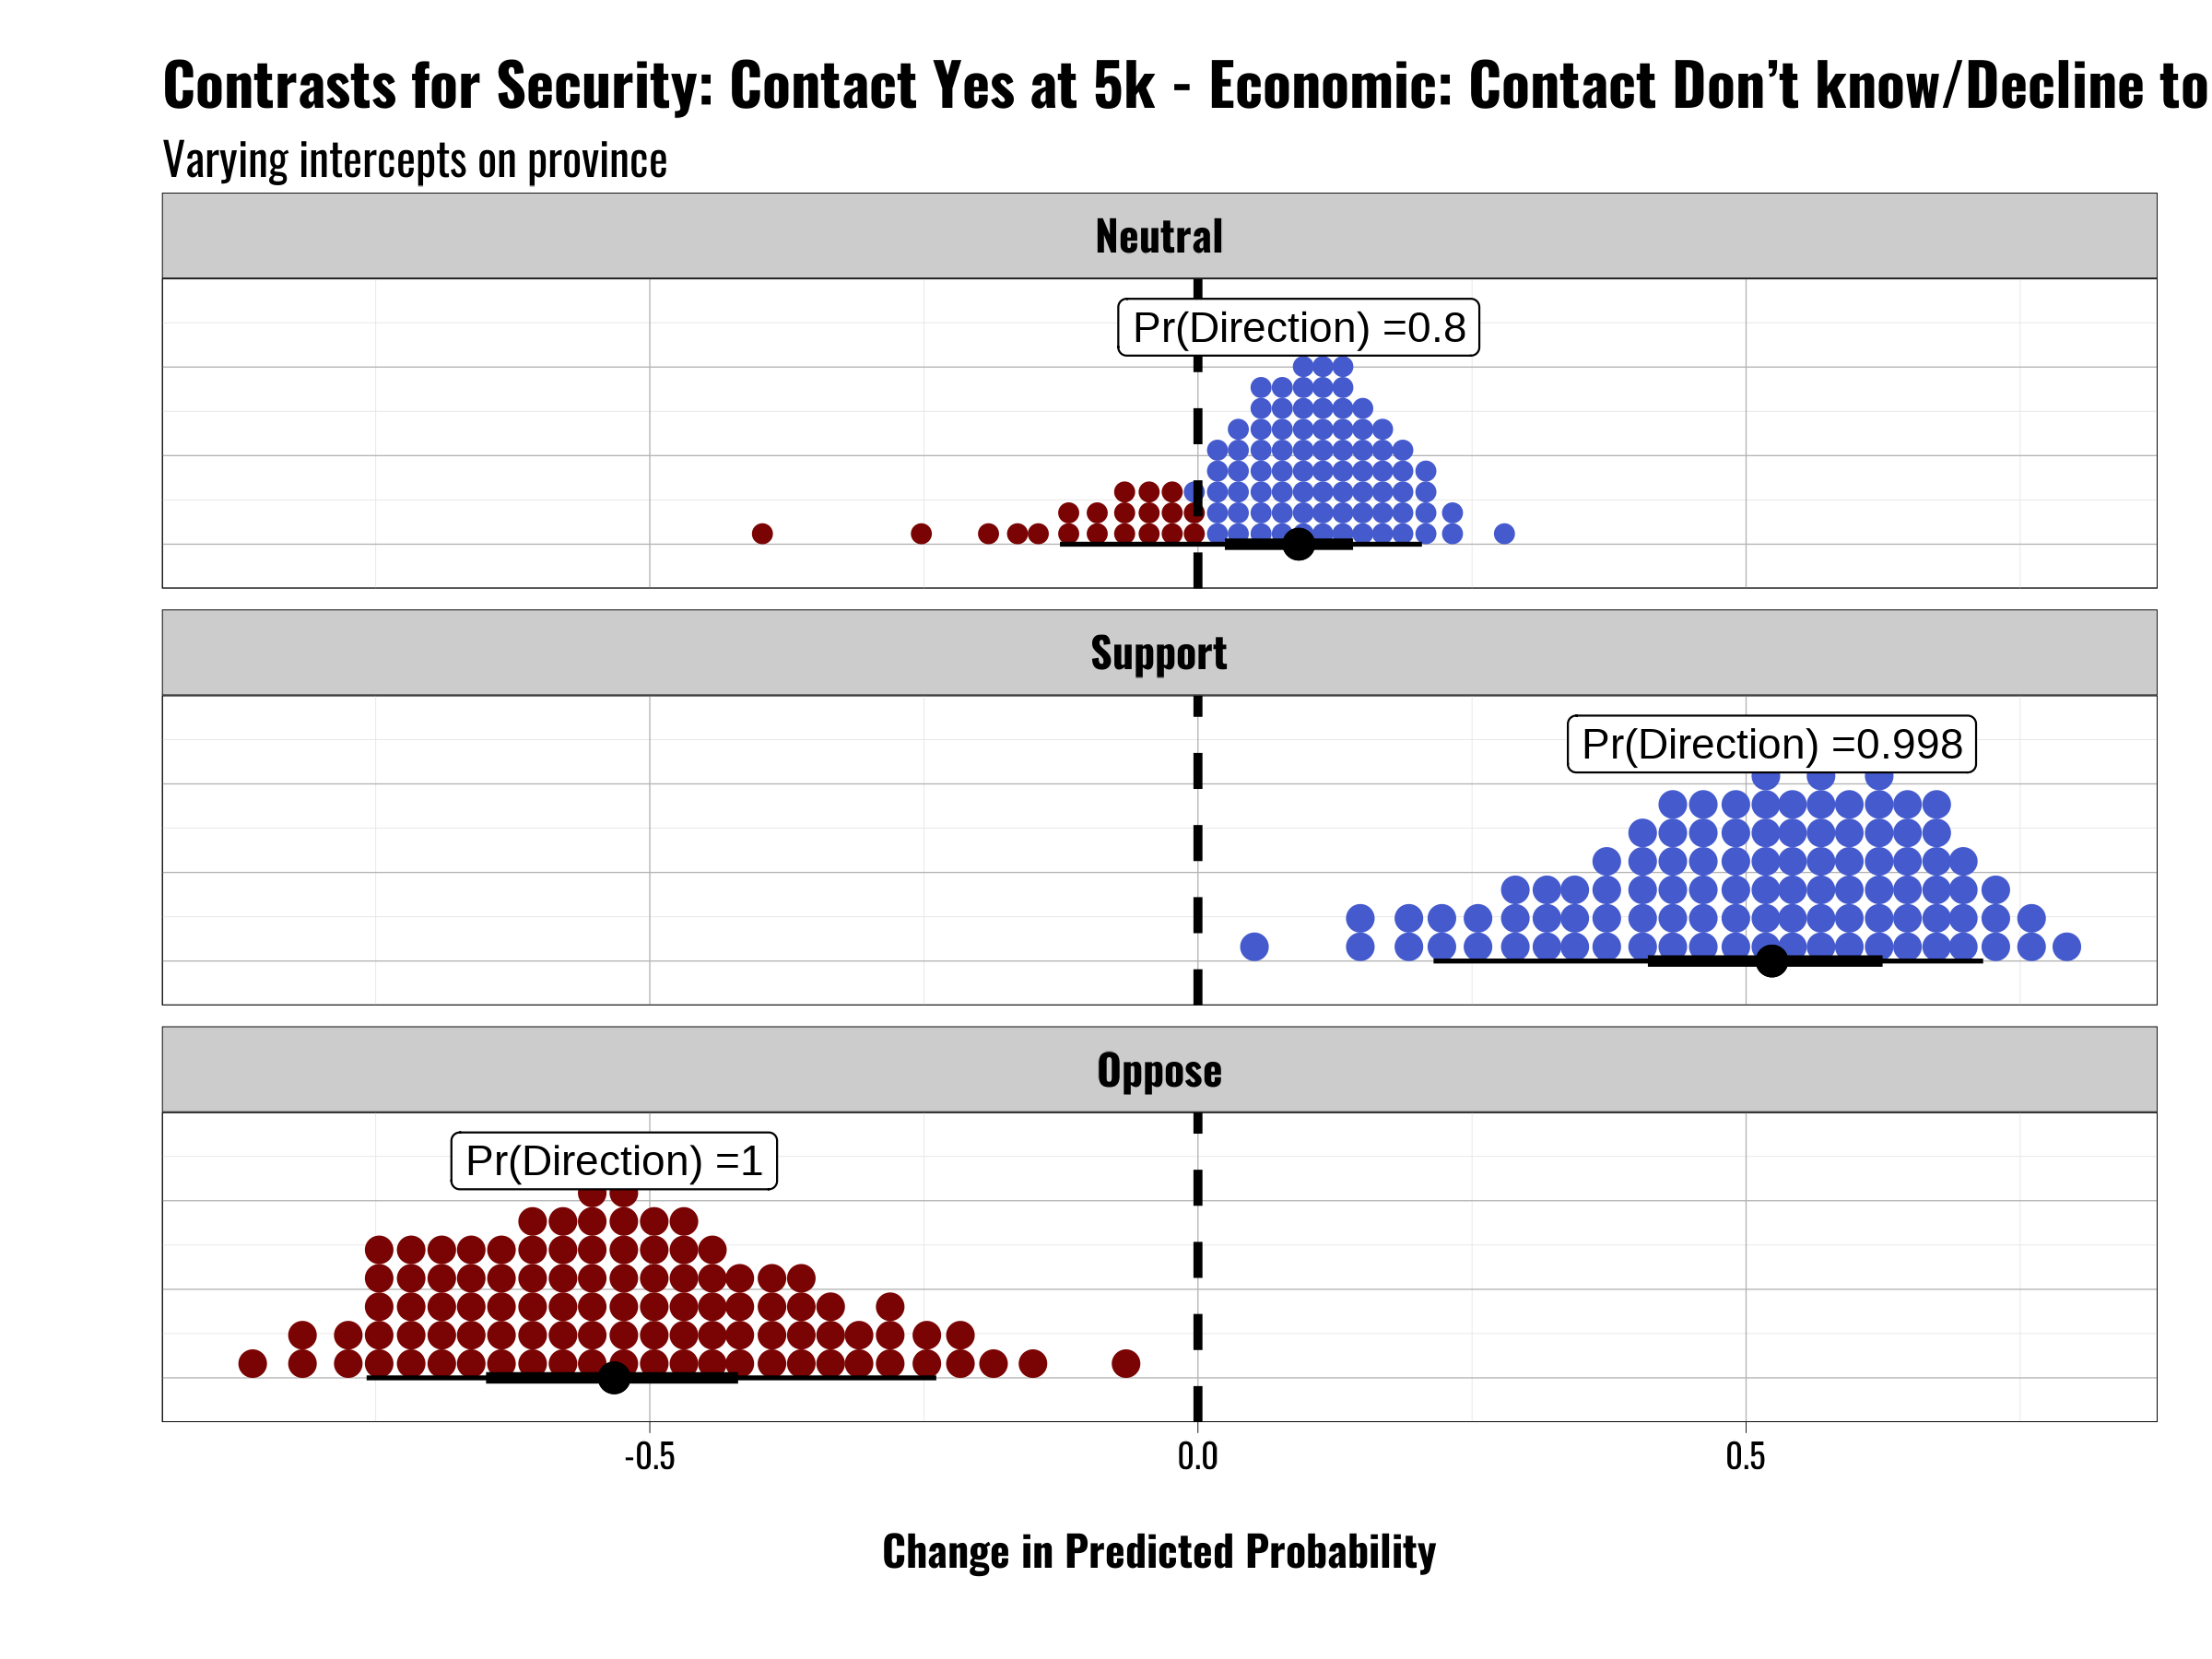 Contrasts for Security: Contact Yes at 5k - Economic: Contact Don’t know/Decline to
Varying intercepts on province
Neutral
Pr(Direction) =0.8
Support
Pr(Direction) =0.998
Oppose
Pr(Direction) =1
-0.5 0.0 0.5
Change in Predicted Probability